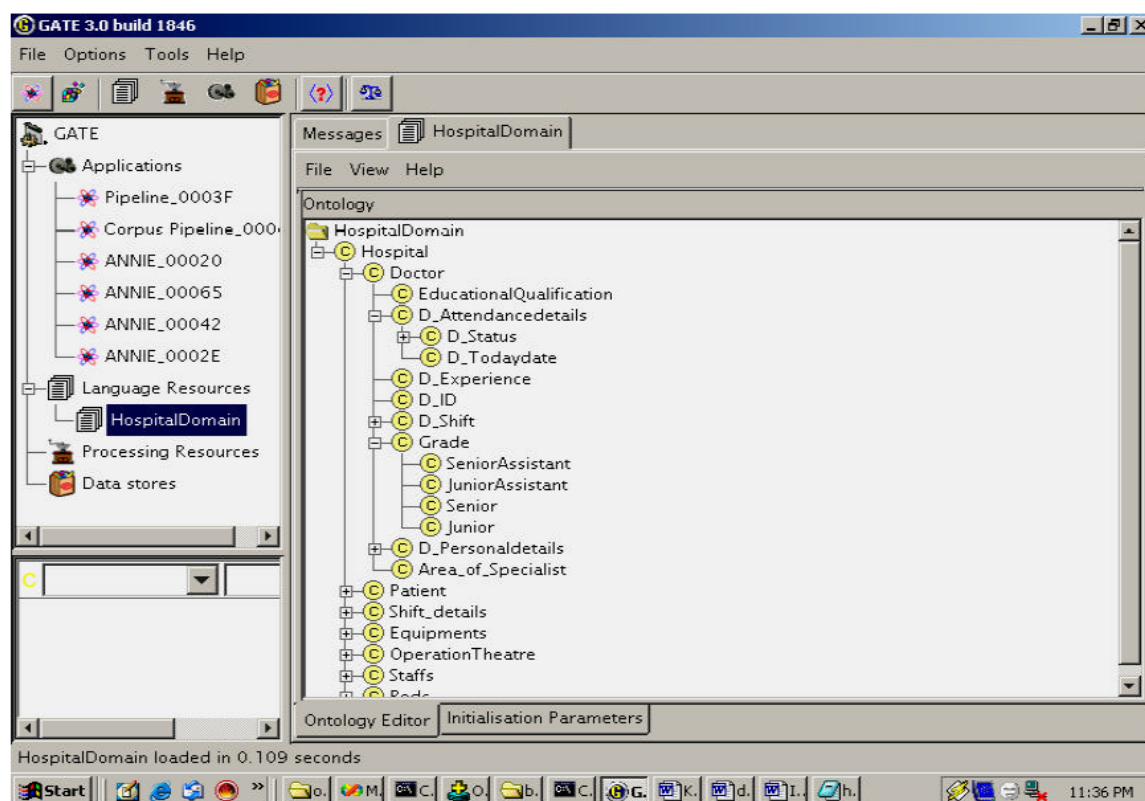 GATE 3.0 build 1846
File Options Tools Help
GATE
Applications
Pipeline_0003F
Corpus Pipeline_000
ANNIE_00020
ANNIE_00065
ANNIE_00042
ANNIE_0002E
Language Resources
HospitalDomain
Processing Resources
Data stores
Messages HospitalDomain
File View Help
Ontology
HospitalDomain
C Hospital
C Doctor
C EducationalQualification
C D_Attendancedetails
C D_Status
C D_Todaydate
C D_Experience
C D_ID
C D_Shift
C Grade
C SeniorAssistant
C JuniorAssistant
C Senior
C Junior
C D_Personaldetails
C Area_of_Specialist
C Patient
C Shift_details
C Equipments
C OperationTheatre
C Staffs
C
Ontology Editor Initialisation Parameters
HospitalDomain loaded in 0.109 seconds
Start » o. M. C. O. b. C. G. K. d. I.. h. 11:36 PM